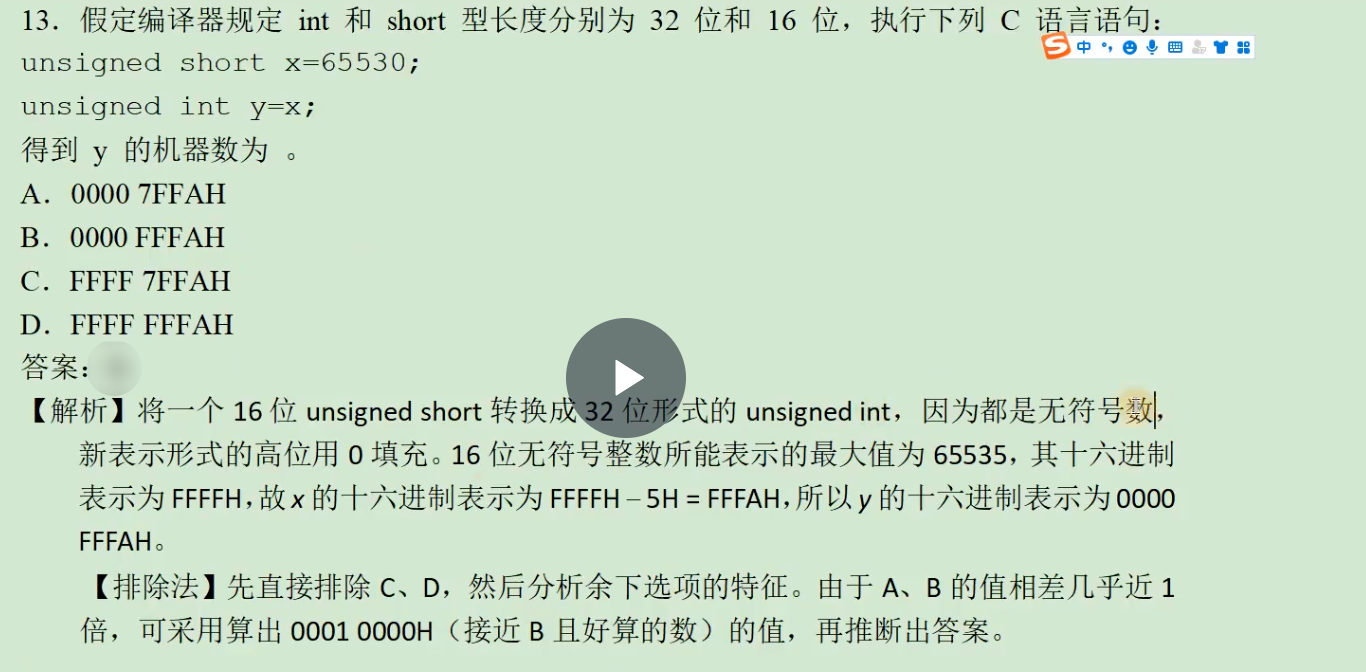 13．假定编译器规定 int 和 short 型长度分别为 32 位和 16 位，执行下列 C 语言语句：
中
unsigned short x=65530;
unsigned int y=x;
得到 y 的机器数为 。
A．0000 7FFAH
B．0000 FFFAH
C．FFFF 7FFAH
D．FFFF FFFAH
答案：
【解析】将一个 16 位 unsigned short 转换成 32 位形式的 unsigned int，因为都是无符号数，
新表示形式的高位用 0 填充。16 位无符号整数所能表示的最大值为 65535，其十六进制
表示为 FFFFH，故 x 的十六进制表示为 FFFFH – 5H = FFFAH，所以 y 的十六进制表示为 0000
FFFAH。
【排除法】先直接排除 C、D，然后分析余下选项的特征。由于 A、B 的值相差几乎近 1
倍，可采用算出 0001 0000H（接近 B 且好算的数）的值，再推断出答案。